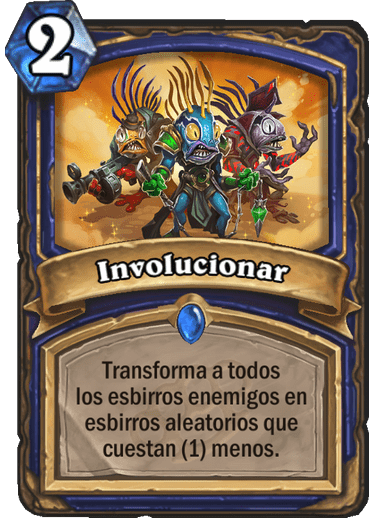 2
Involucionar
Transforma a todos
los esbirros enemigos en
esbirros aleatorios que
cuestan (1) menos.